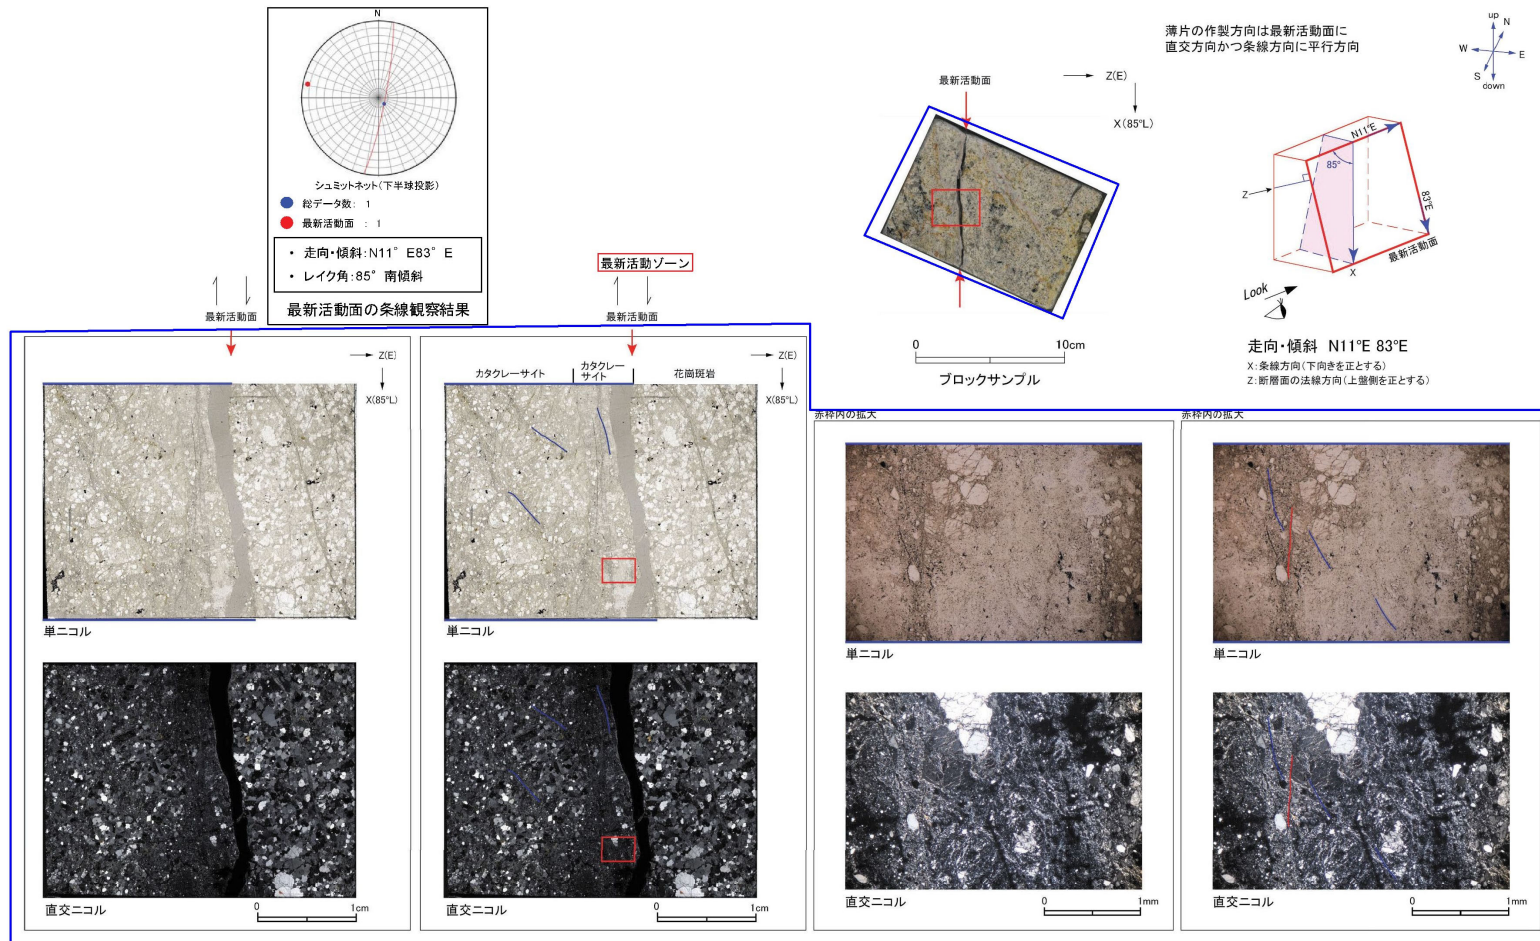 N
シュミットネット(下半球投影)
総データ数： 1
最新活動面 ： 1
・ 走向・傾斜：N11°E83°E
・ レイク角：85°南傾斜
最新活動面の条線観察結果
最新活動面
Z(E)
X(85°L)
ブロックサンプル
0
10cm
薄片の作製方向は最新活動面に
直交方向かつ条線方向に平行方向
up
N
W
E
S
down
N11°E
85°
Z
83°E
最新活動面
X
Look
走向・傾斜 N11°E 83°E
X：条線方向(下向きを正とする)
Z：断層面の法線方向(上盤側を正とする)
最新活動面
Z(E)
X(85°L)
単ニコル
直交ニコル
0
1cm
最新活動ゾーン
最新活動面
Z(E)
カタクレーサイト
カタクレー
サイト
花崗斑岩
X(85°L)
単ニコル
直交ニコル
0
1cm
赤枠内の拡大
単ニコル
直交ニコル
0
1mm
赤枠内の拡大
単ニコル
直交ニコル
0
1mm